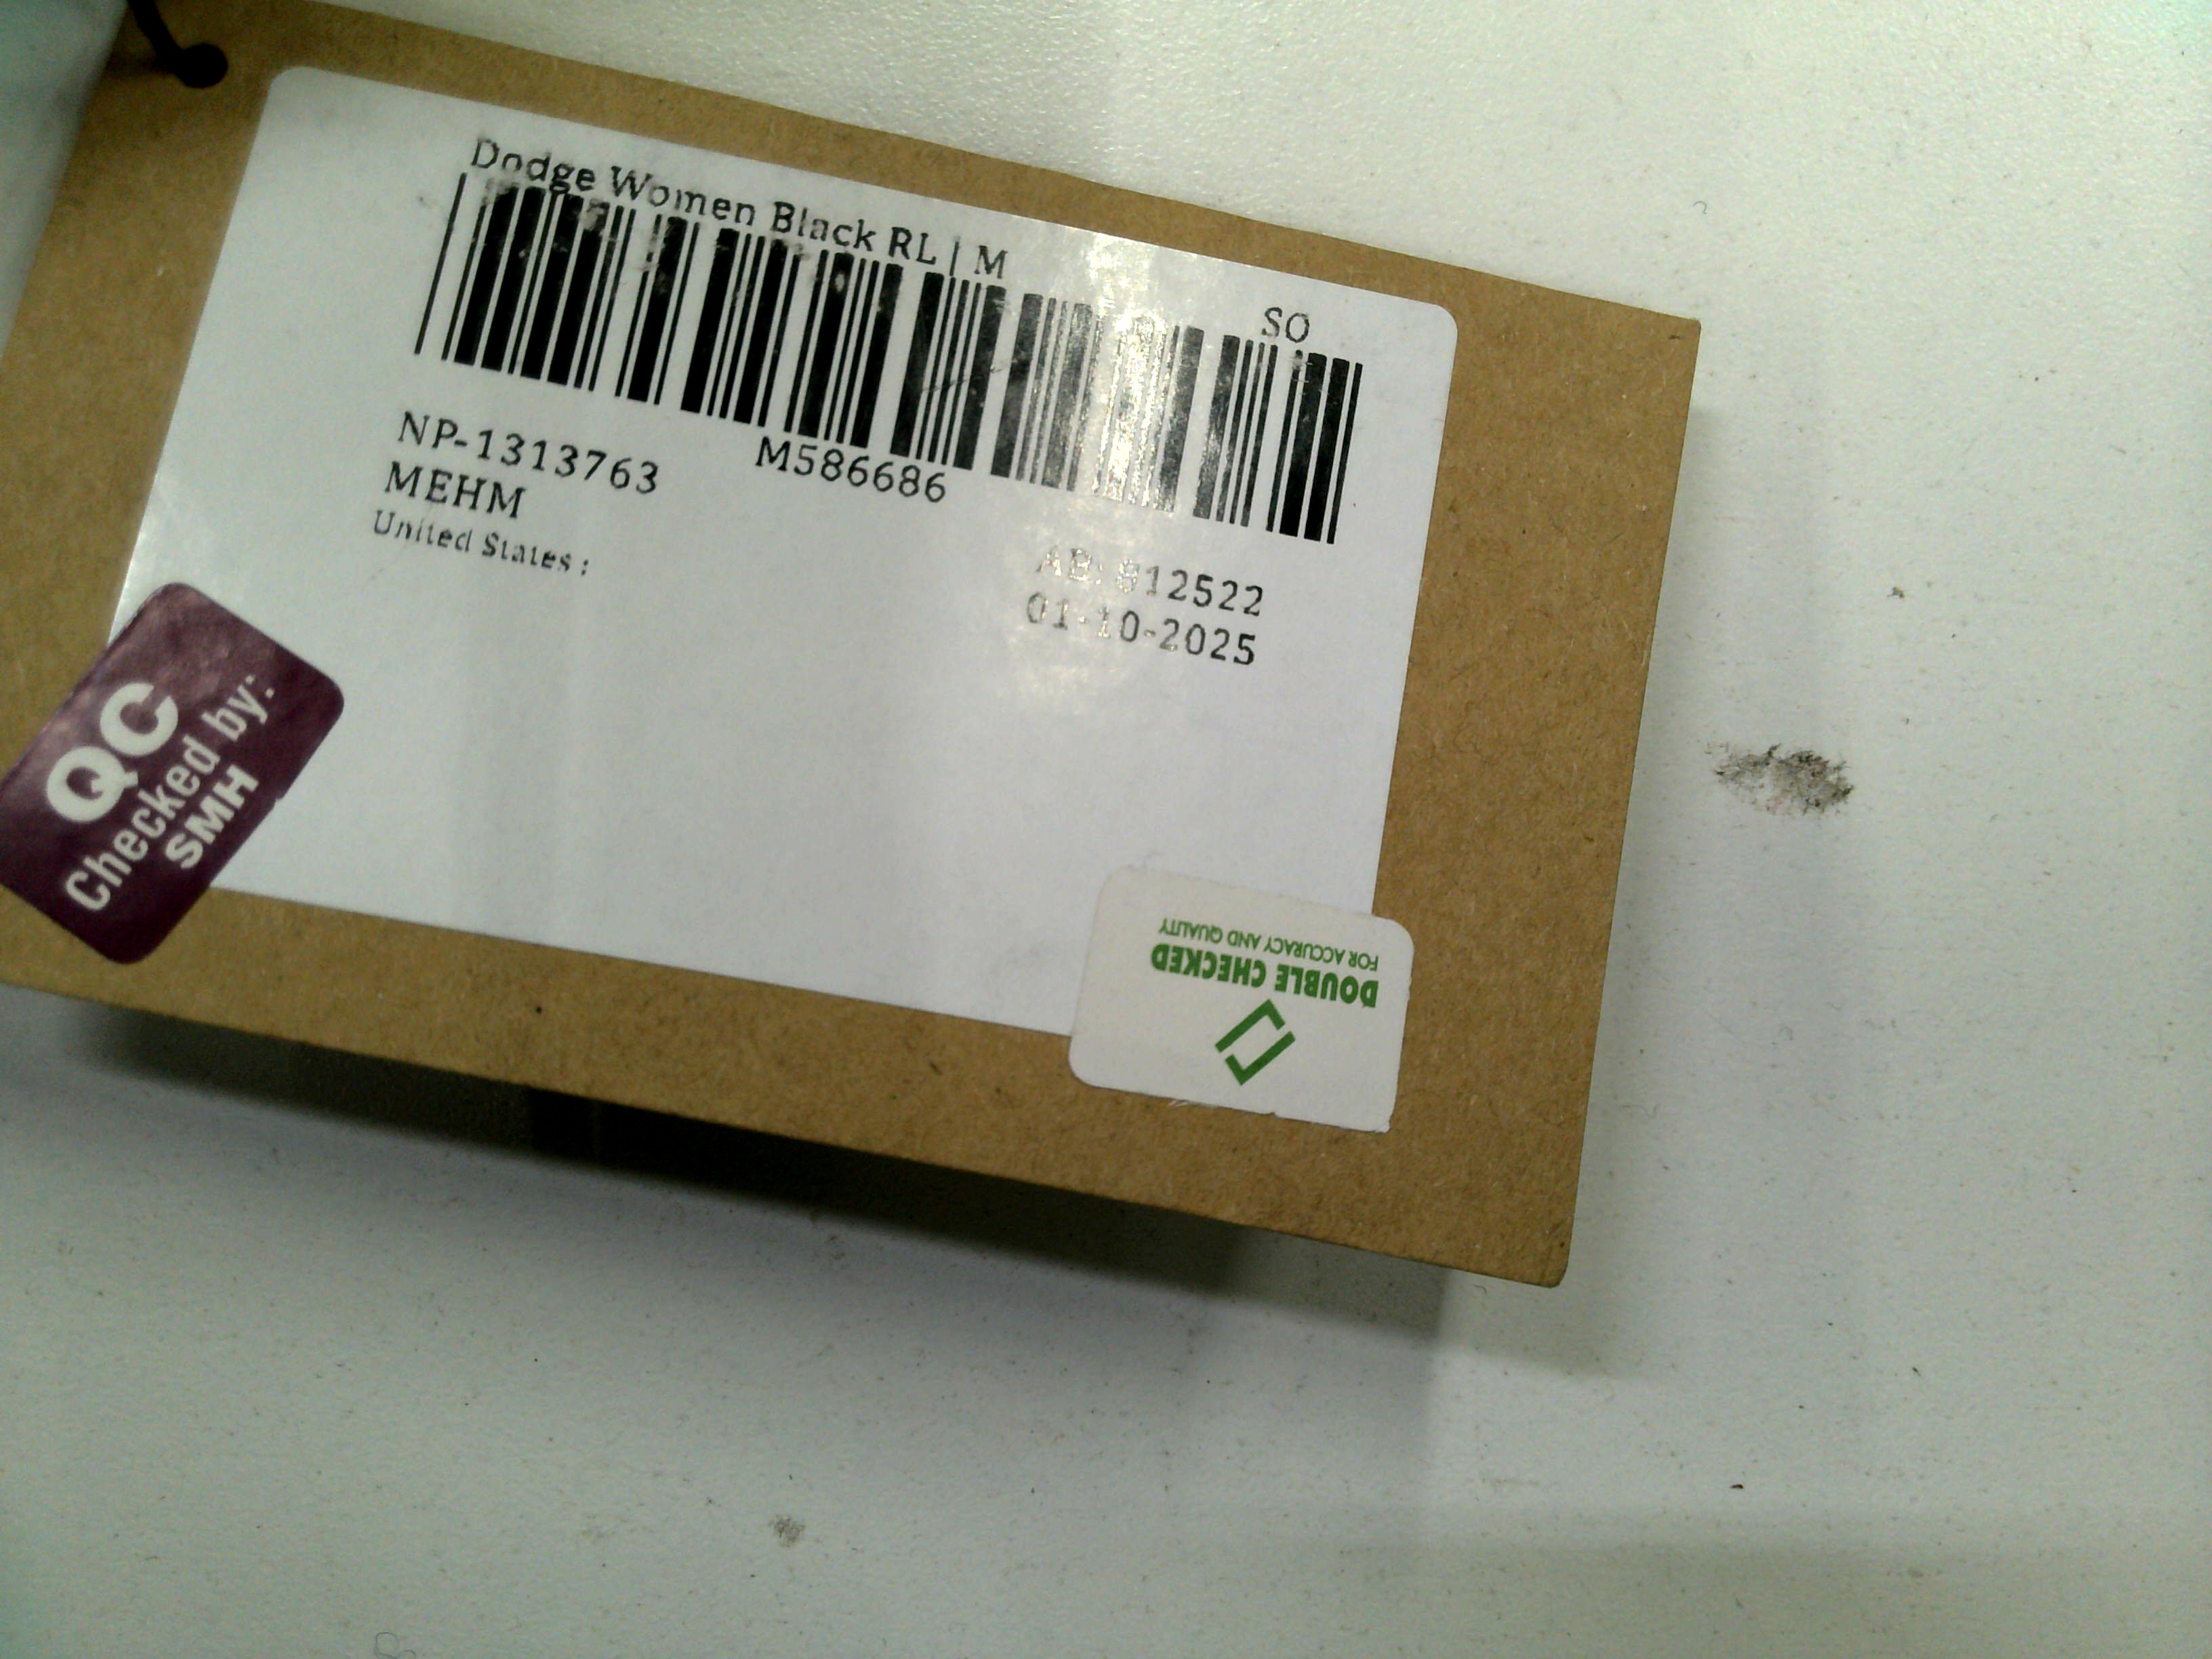 Dodge Women Black RL | M
SO
NP-1313763
M586686
MEHM
United States :
AB: 812522
01-10-2025
QC
Checked by:
SMH
DOUBLE CHECKED
FOR ACCURACY AND QUALITY